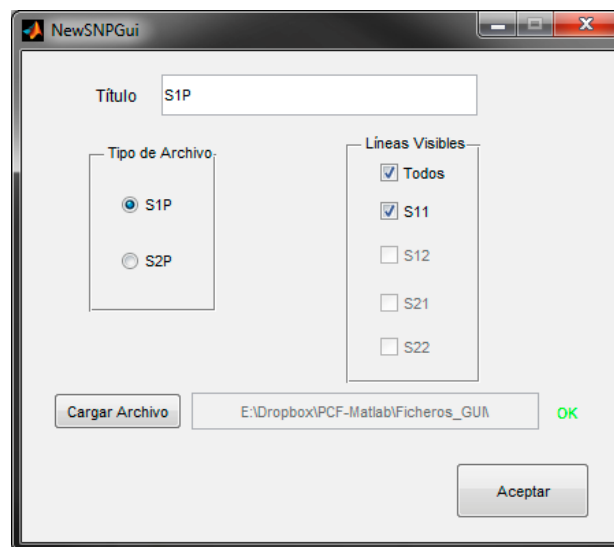 NewSNPGui
Título
S1P
Tipo de Archivo
S1P
S2P
Líneas Visibles
Todos
S11
S12
S21
S22
Cargar Archivo
E:\Dropbox\PCF-Matlab\Ficheros_GUI\
OK
Aceptar